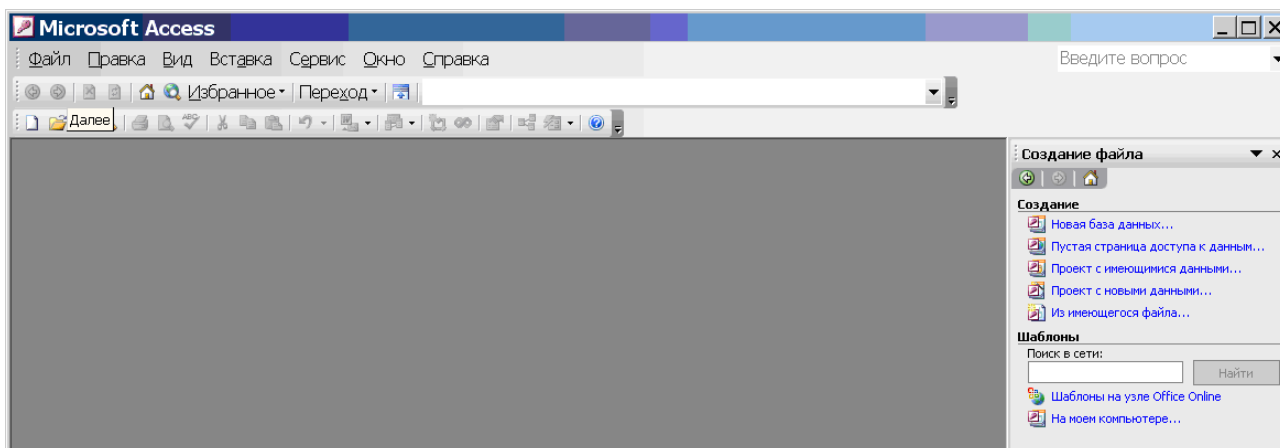 Microsoft Access
Файл Правка Вид Вставка Сервис Окно Справка Введите вопрос
Избранное Переход
Далее
Создание файла
Создание
Новая база данных...
Пустая страница доступа к данным...
Проект с имеющимися данными...
Проект с новыми данными...
Из имеющегося файла...
Шаблоны
Поиск в сети:
Найти
Шаблоны на узле Office Online
На моем компьютере...